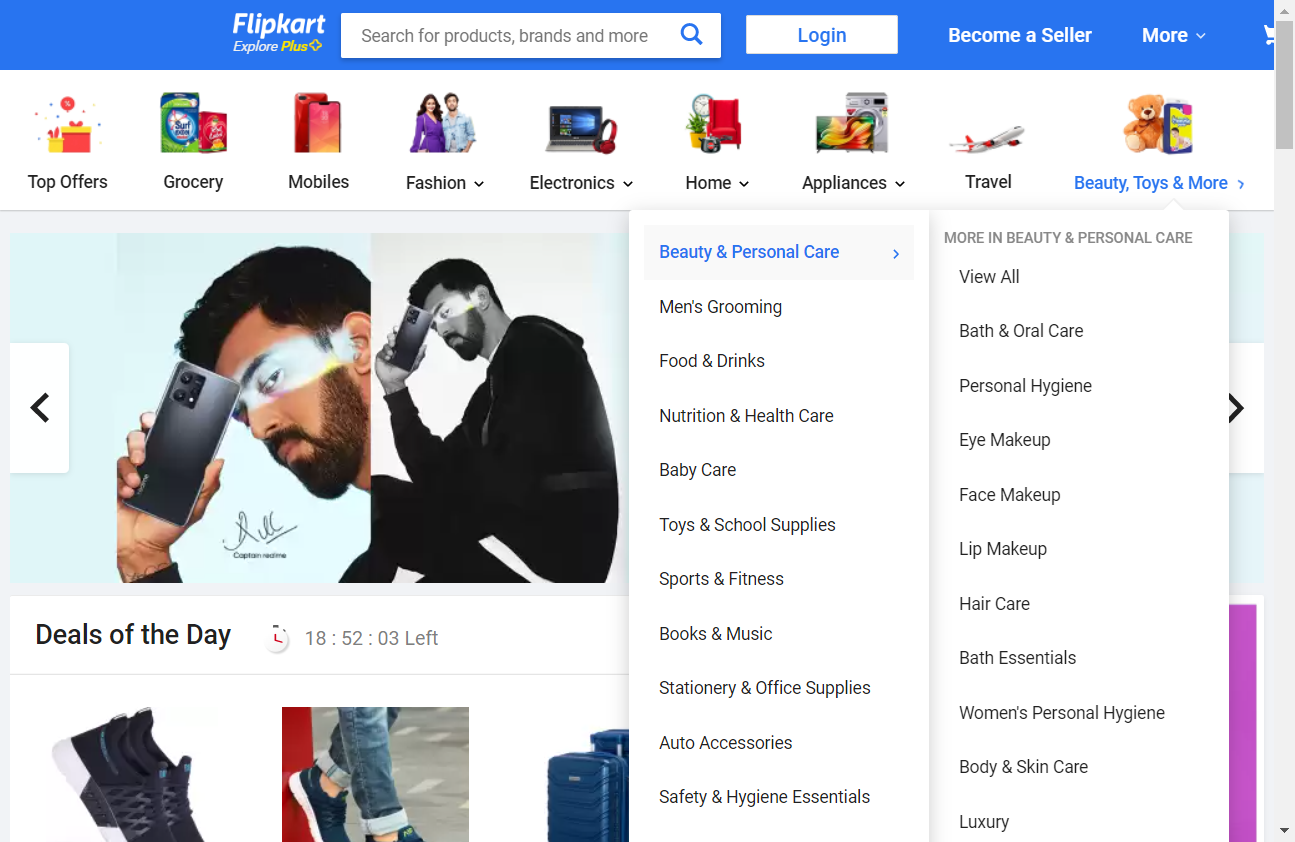 Flipkart
Explore Plus
Search for products, brands and more
Login
Become a Seller
More
Top Offers
Grocery
Mobiles
Fashion
Electronics
Home
Appliances
Travel
Beauty, Toys & More
Surf excel
Beauty & Personal Care
Men's Grooming
Food & Drinks
Nutrition & Health Care
Baby Care
Toys & School Supplies
Sports & Fitness
Books & Music
Stationery & Office Supplies
Auto Accessories
Safety & Hygiene Essentials
MORE IN BEAUTY & PERSONAL CARE
View All
Bath & Oral Care
Personal Hygiene
Eye Makeup
Face Makeup
Lip Makeup
Hair Care
Bath Essentials
Women's Personal Hygiene
Body & Skin Care
Luxury
realme
Captain realme
Deals of the Day
18 : 52 : 03 Left